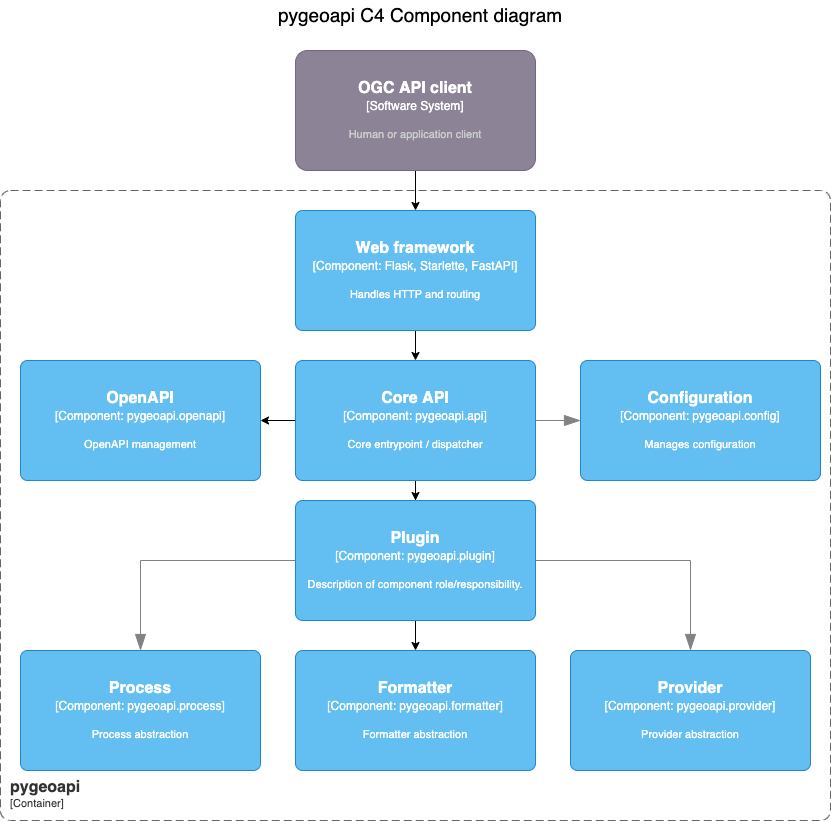 pygeoapi C4 Component diagram
OGC API client
[Software System]
Human or application client
Web framework
[Component: Flask, Starlette, FastAPI]
Handles HTTP and routing
OpenAPI
[Component: pygeoapi.openapi]
OpenAPI management
Core API
[Component: pygeoapi.api]
Core entrypoint / dispatcher
Configuration
[Component: pygeoapi.config]
Manages configuration
Plugin
[Component: pygeoapi.plugin]
Description of component role/responsibility.
Process
[Component: pygeoapi.process]
Process abstraction
Formatter
[Component: pygeoapi.formatter]
Formatter abstraction
Provider
[Component: pygeoapi.provider]
Provider abstraction
pygeoapi
[Container]